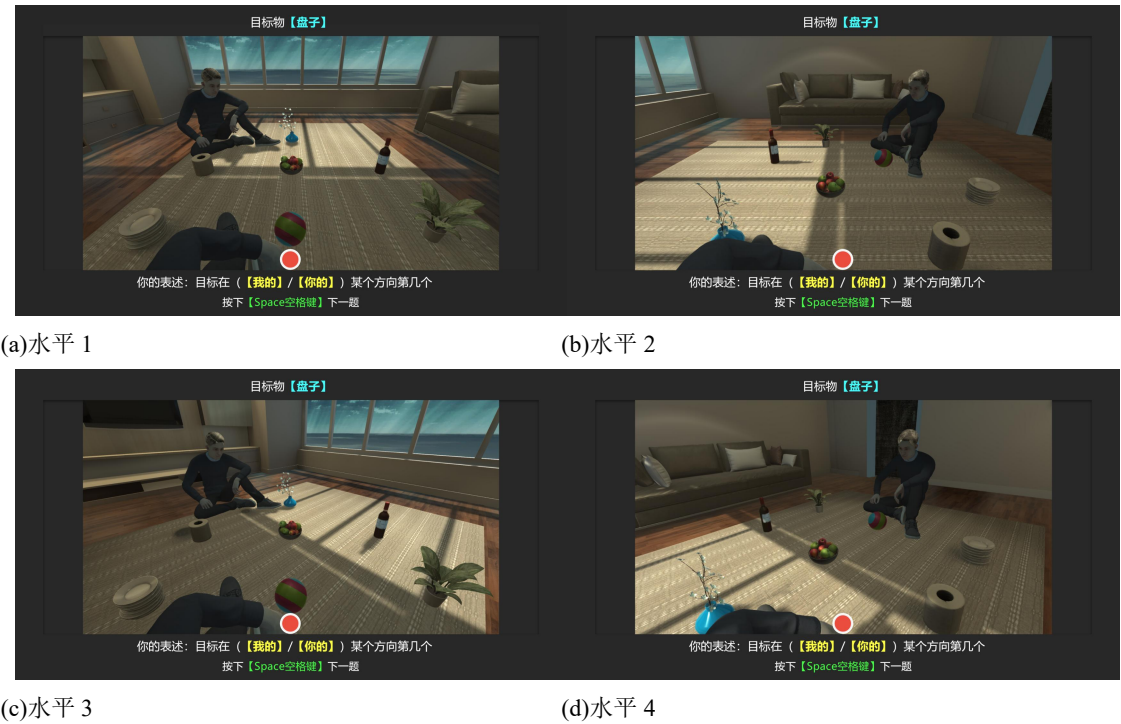 目标物【盘子】
你的表述：目标在（【我的】/【你的】）某个方向第几个
按下【Space空格键】下一题
(a)水平 1
目标物【盘子】
你的表述：目标在（【我的】/【你的】）某个方向第几个
按下【Space空格键】下一题
(b)水平 2
目标物【盘子】
你的表述：目标在（【我的】/【你的】）某个方向第几个
按下【Space空格键】下一题
(c)水平 3
目标物【盘子】
你的表述：目标在（【我的】/【你的】）某个方向第几个
按下【Space空格键】下一题
(d)水平 4